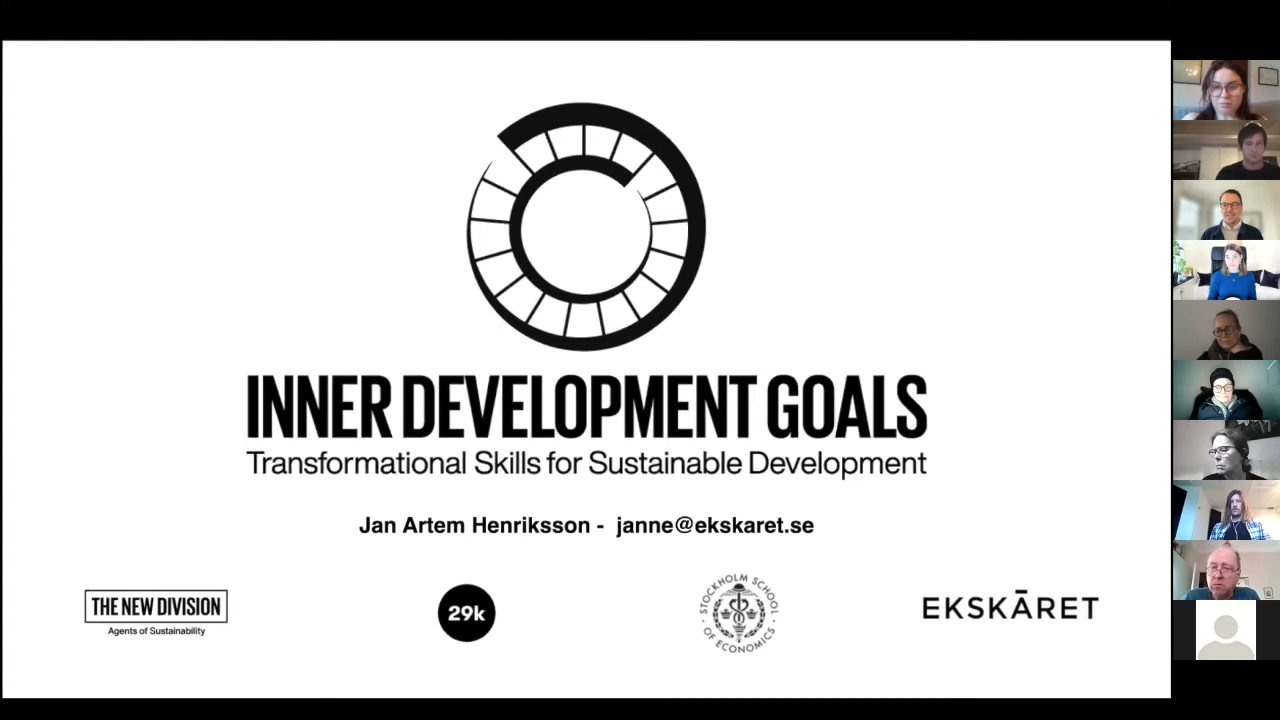 INNER DEVELOPMENT GOALS
Transformational Skills for Sustainable Development
Jan Artem Henriksson - janne@ekskaret.se
THE NEW DIVISION
Agents of Sustainability
29k
STOCKHOLM SCHOOL
OF ECONOMICS
EKSKĀRET